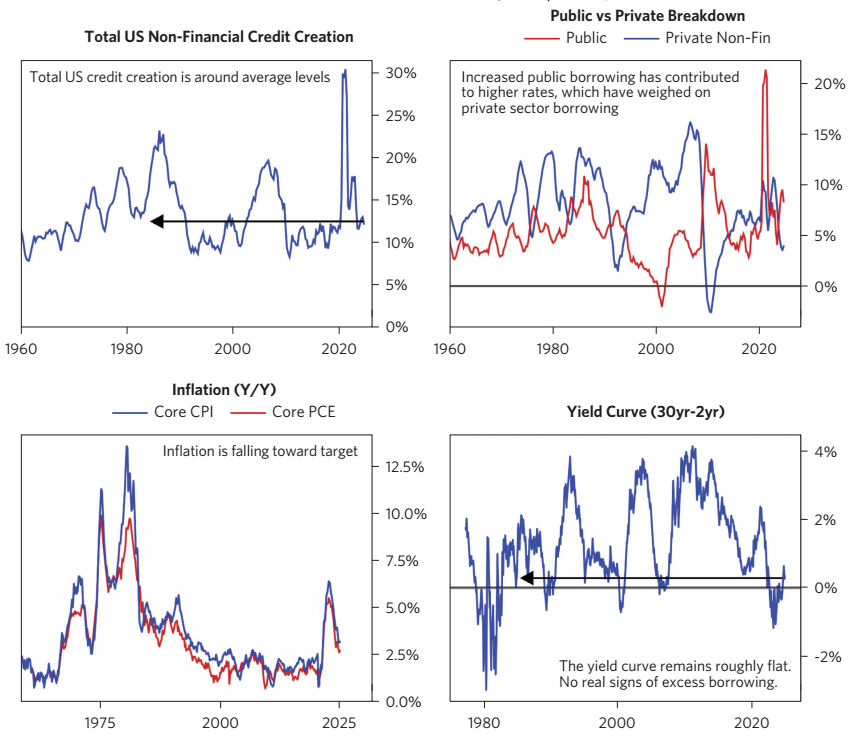 Total US Non-Financial Credit Creation
Total US credit creation is around average levels
30%
25%
20%
15%
10%
5%
0%
1960
1980
2000
2020
Public vs Private Breakdown
Public
Private Non-Fin
Increased public borrowing has contributed
to higher rates, which have weighed on
private sector borrowing
20%
15%
10%
5%
0%
1960
1980
2000
2020
Inflation (Y/Y)
Core CPI
Core PCE
Inflation is falling toward target
12.5%
10.0%
7.5%
5.0%
2.5%
0.0%
1975
2000
2025
Yield Curve (30yr-2yr)
4%
2%
0%
-2%
The yield curve remains roughly flat.
No real signs of excess borrowing.
1980
2000
2020